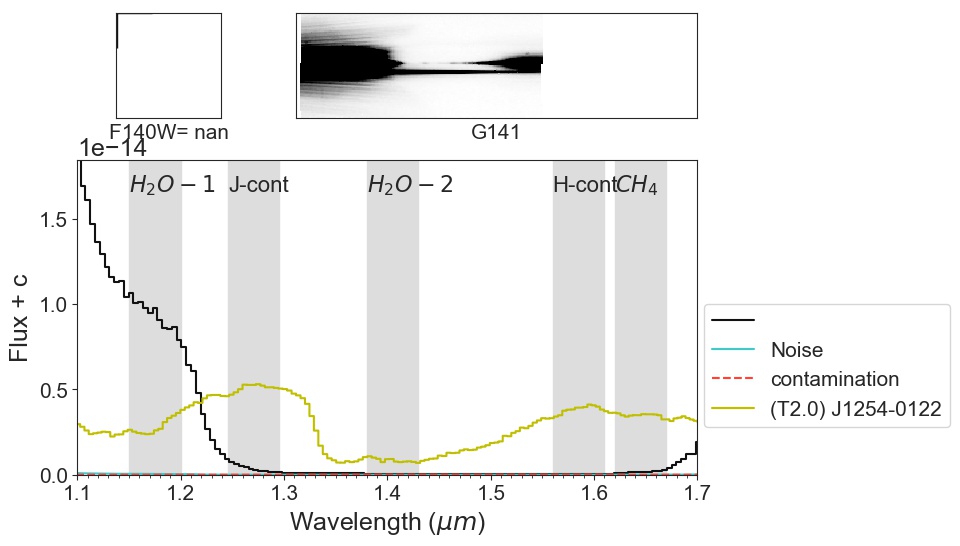 F140W= nan
G141
1e−14
H₂O − 1 J-cont H₂O − 2 H-cont CH₄
1.5
1.0
0.5
0.0
Flux + c
1.1 1.2 1.3 1.4 1.5 1.6 1.7
Wavelength (μm)
Noise
contamination
(T2.0) J1254-0122